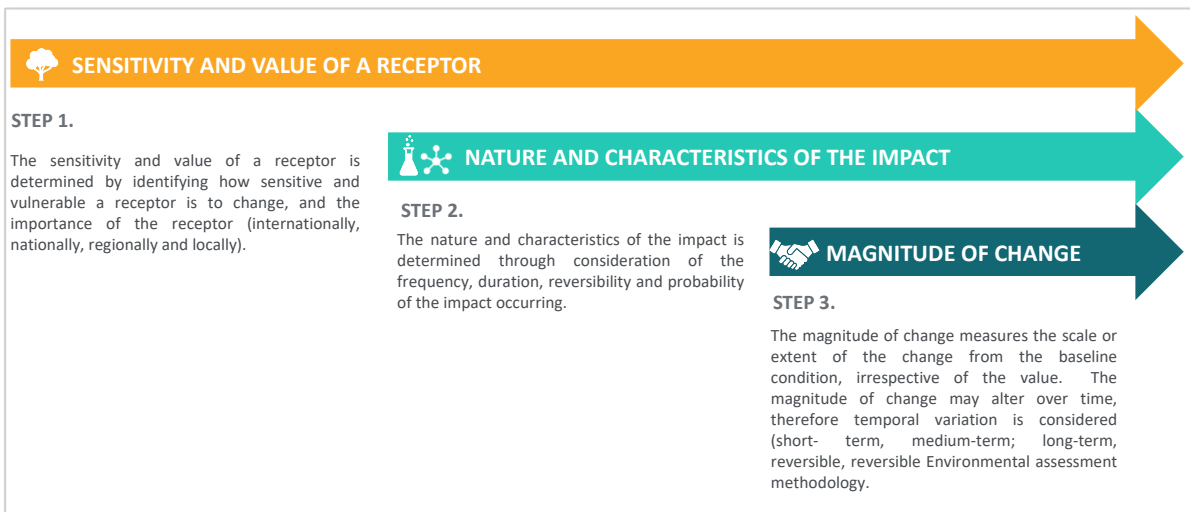 SENSITIVITY AND VALUE OF A RECEPTOR
STEP 1.
The sensitivity and value of a receptor is
determined by identifying how sensitive and
vulnerable a receptor is to change, and the
importance of the receptor (internationally,
nationally, regionally and locally).
NATURE AND CHARACTERISTICS OF THE IMPACT
STEP 2.
The nature and characteristics of the impact is
determined through consideration of the
frequency, duration, reversibility and probability
of the impact occurring.
MAGNITUDE OF CHANGE
STEP 3.
The magnitude of change measures the scale or
extent of the change from the baseline
condition, irrespective of the value. The
magnitude of change may alter over time,
therefore temporal variation is considered
(short- term, medium-term; long-term,
reversible, reversible Environmental assessment
methodology.